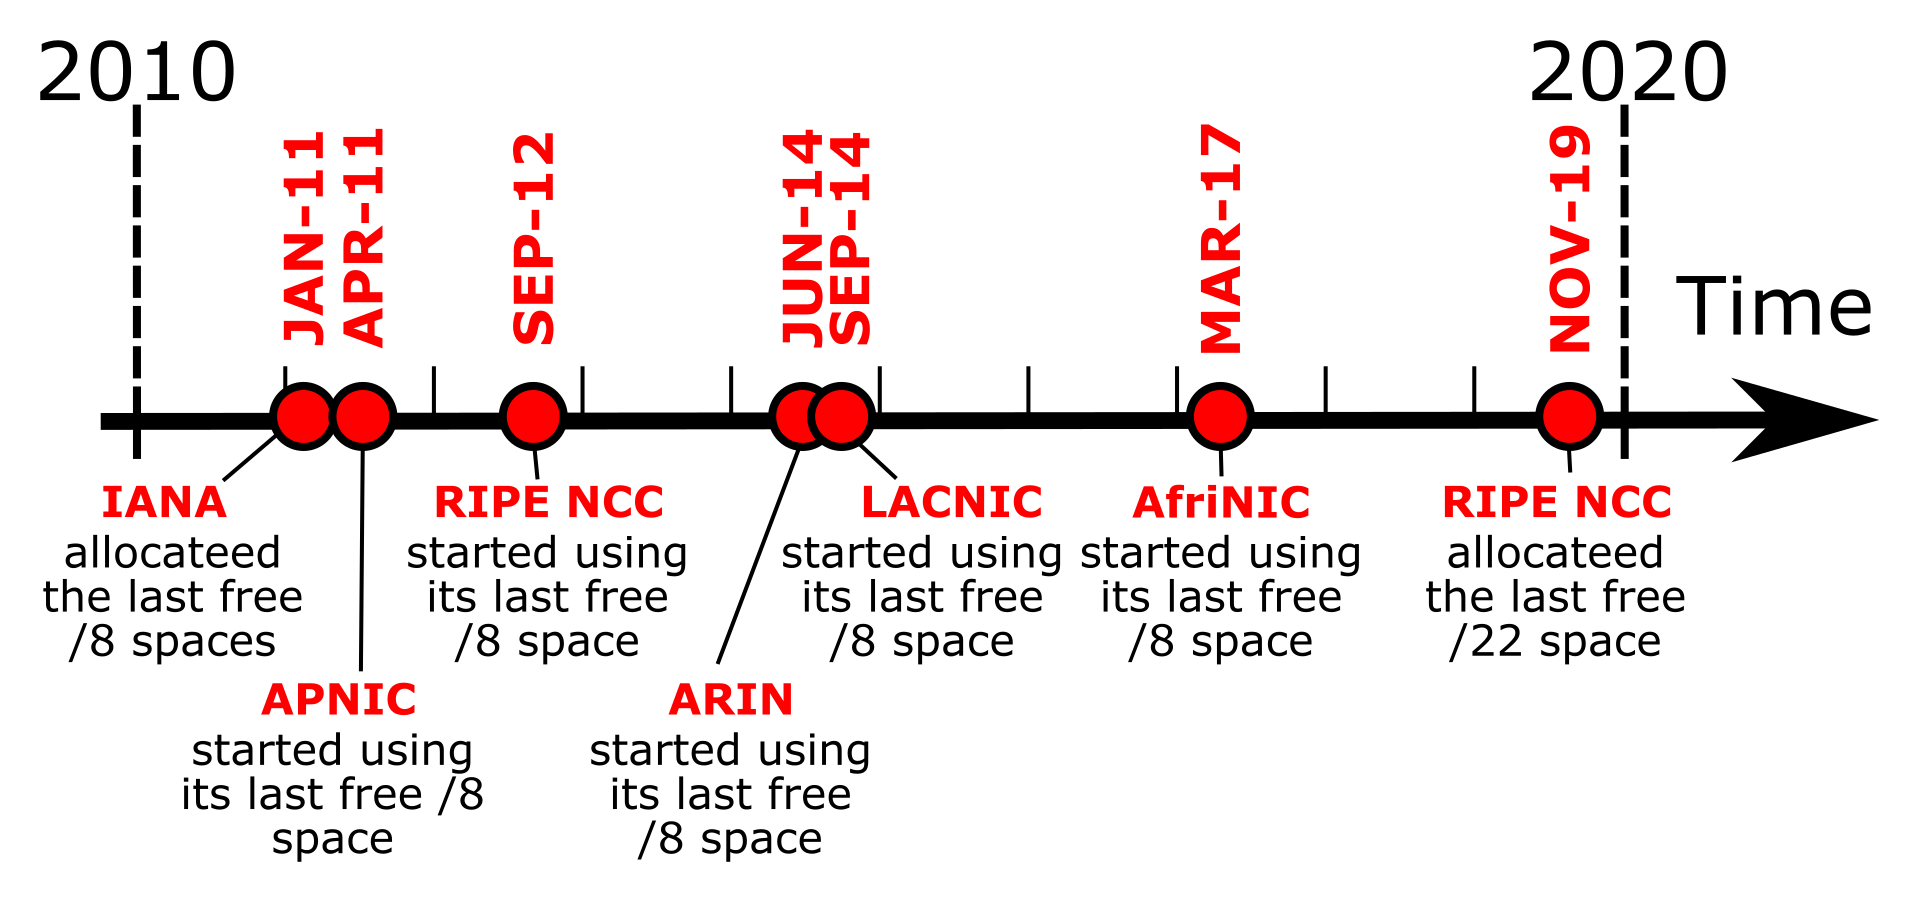 2010
2020
JAN-11
APR-11
SEP-12
JUN-14
SEP-14
MAR-17
NOV-19
Time
IANA
allocateed
the last free
/8 spaces
RIPE NCC
started using
its last free
/8 space
LACNIC
started using
its last free
/8 space
AfriNIC
started using
its last free
/8 space
RIPE NCC
allocateed
the last free
/22 space
APNIC
started using
its last free /8
space
ARIN
started using
its last free
/8 space